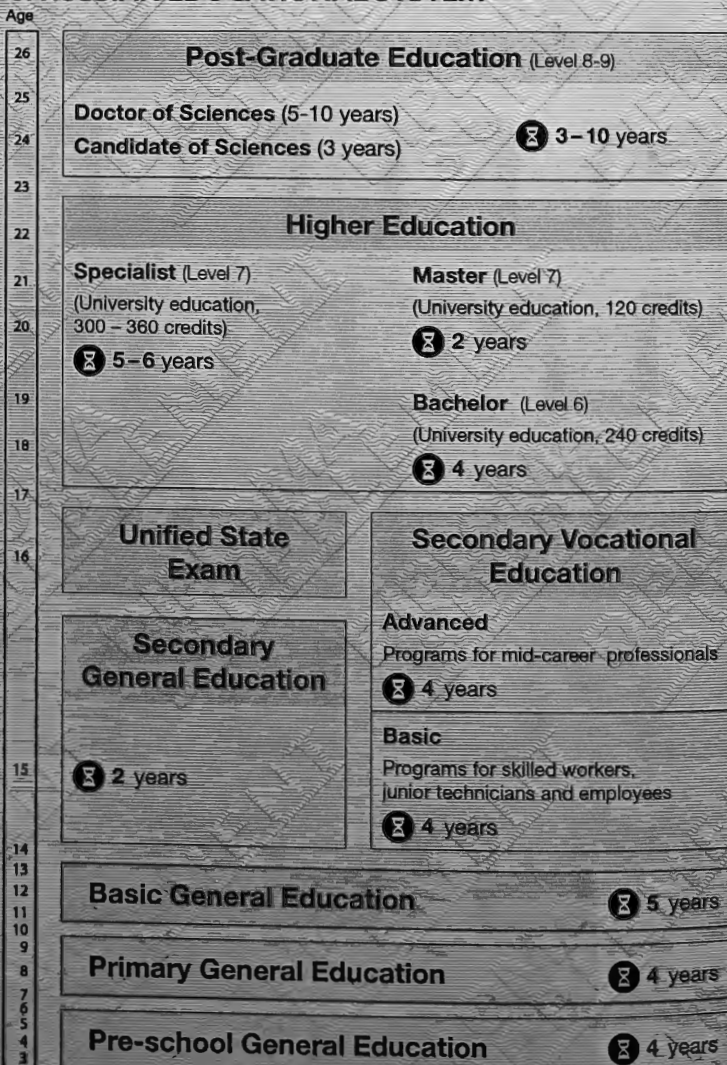 Age
26
25
24
23
22
21
20
19
18
17
16
15
14
13
12
11
10
9
8
7
6
5
4
3
Post-Graduate Education (Level 8-9)
Doctor of Sciences (5-10 years)
Candidate of Sciences (3 years)
3–10 years
Higher Education
Specialist (Level 7)
(University education,
300 – 360 credits)
5–6 years
Master (Level 7)
(University education, 120 credits)
2 years
Bachelor (Level 6)
(University education, 240 credits)
4 years
Unified State
Exam
Secondary
General Education
2 years
Secondary Vocational
Education
Advanced
Programs for mid-career professionals
4 years
Basic
Programs for skilled workers,
junior technicians and employees
4 years
Basic General Education
5 years
Primary General Education
4 years
Pre-school General Education
4 years